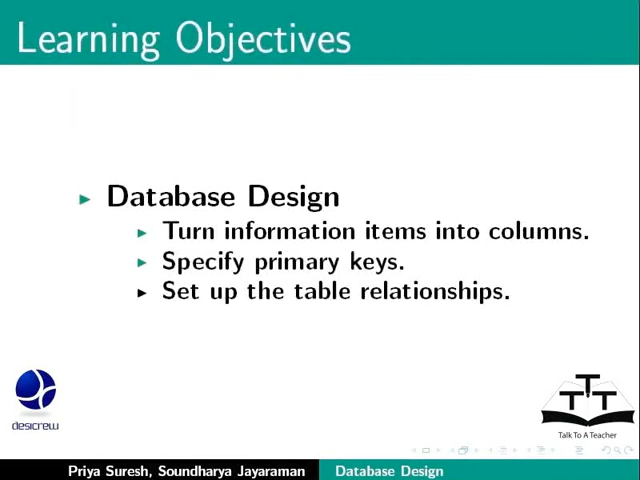 Learning Objectives
Database Design
Turn information items into columns.
Specify primary keys.
Set up the table relationships.
desicrew
TTT
Talk To A Teacher
Priya Suresh, Soundharya Jayaraman Database Design